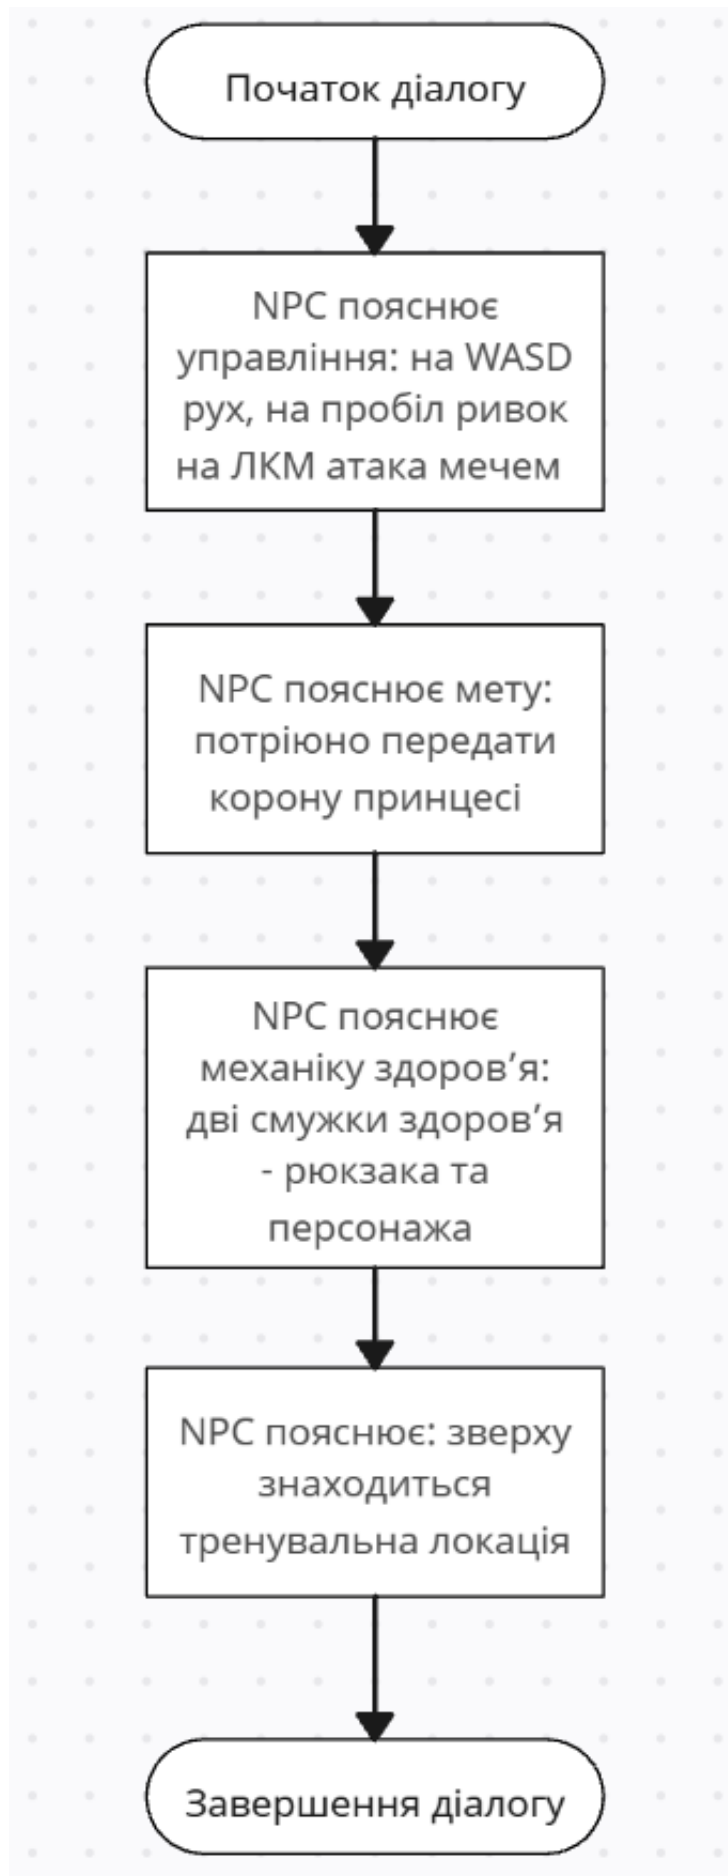 Початок діалогу
NPC пояснює
управління: на WASD
рух, на пробіл ривок
на ЛКМ атака мечем
NPC пояснює мету:
потріюно передати
корону принцесі
NPC пояснює
механіку здоров’я:
дві смужки здоров’я
- рюкзака та
персонажа
NPC пояснює: зверху
знаходиться
тренувальна локація
Завершення діалогу